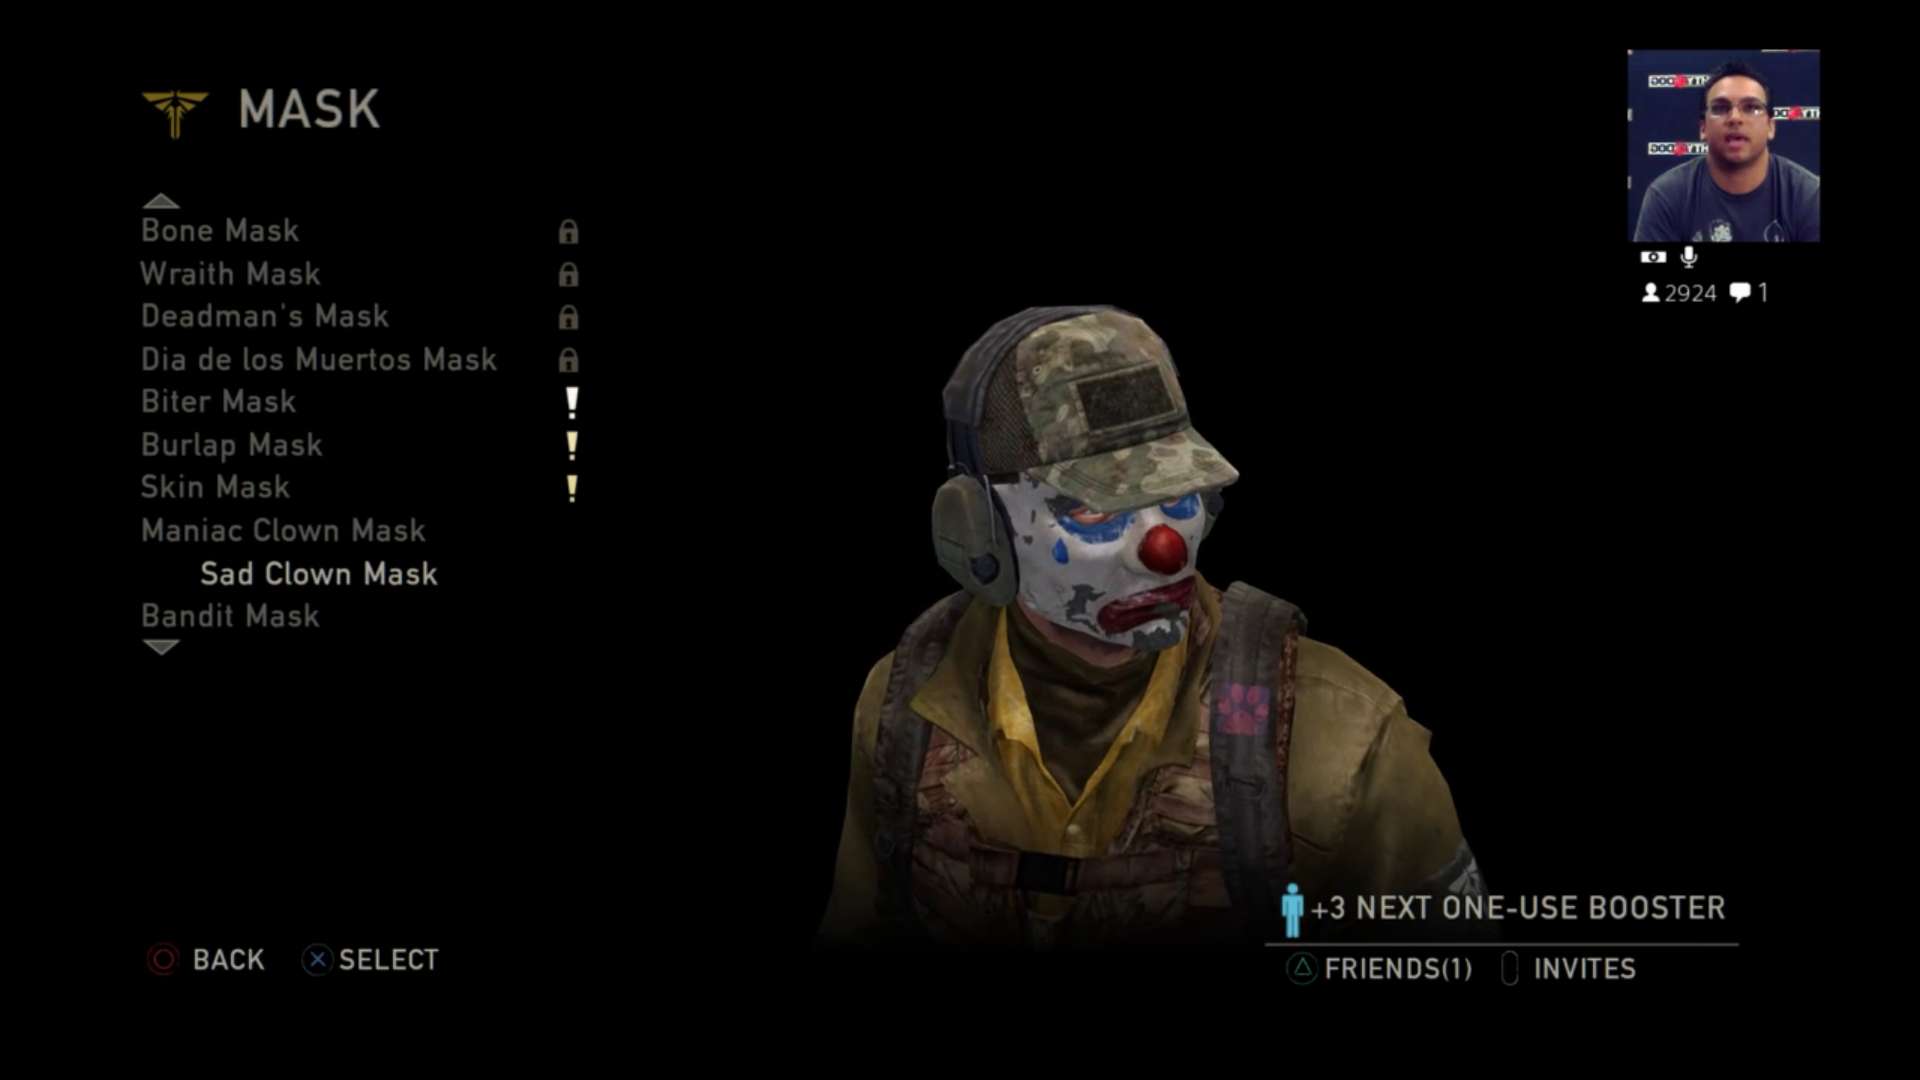 MASK
Bone Mask
Wraith Mask
Deadman's Mask
Dia de los Muertos Mask
Biter Mask
Burlap Mask
Skin Mask
Maniac Clown Mask
Sad Clown Mask
Bandit Mask
2924 1
+3 NEXT ONE-USE BOOSTER
BACK SELECT
FRIENDS(1) INVITES